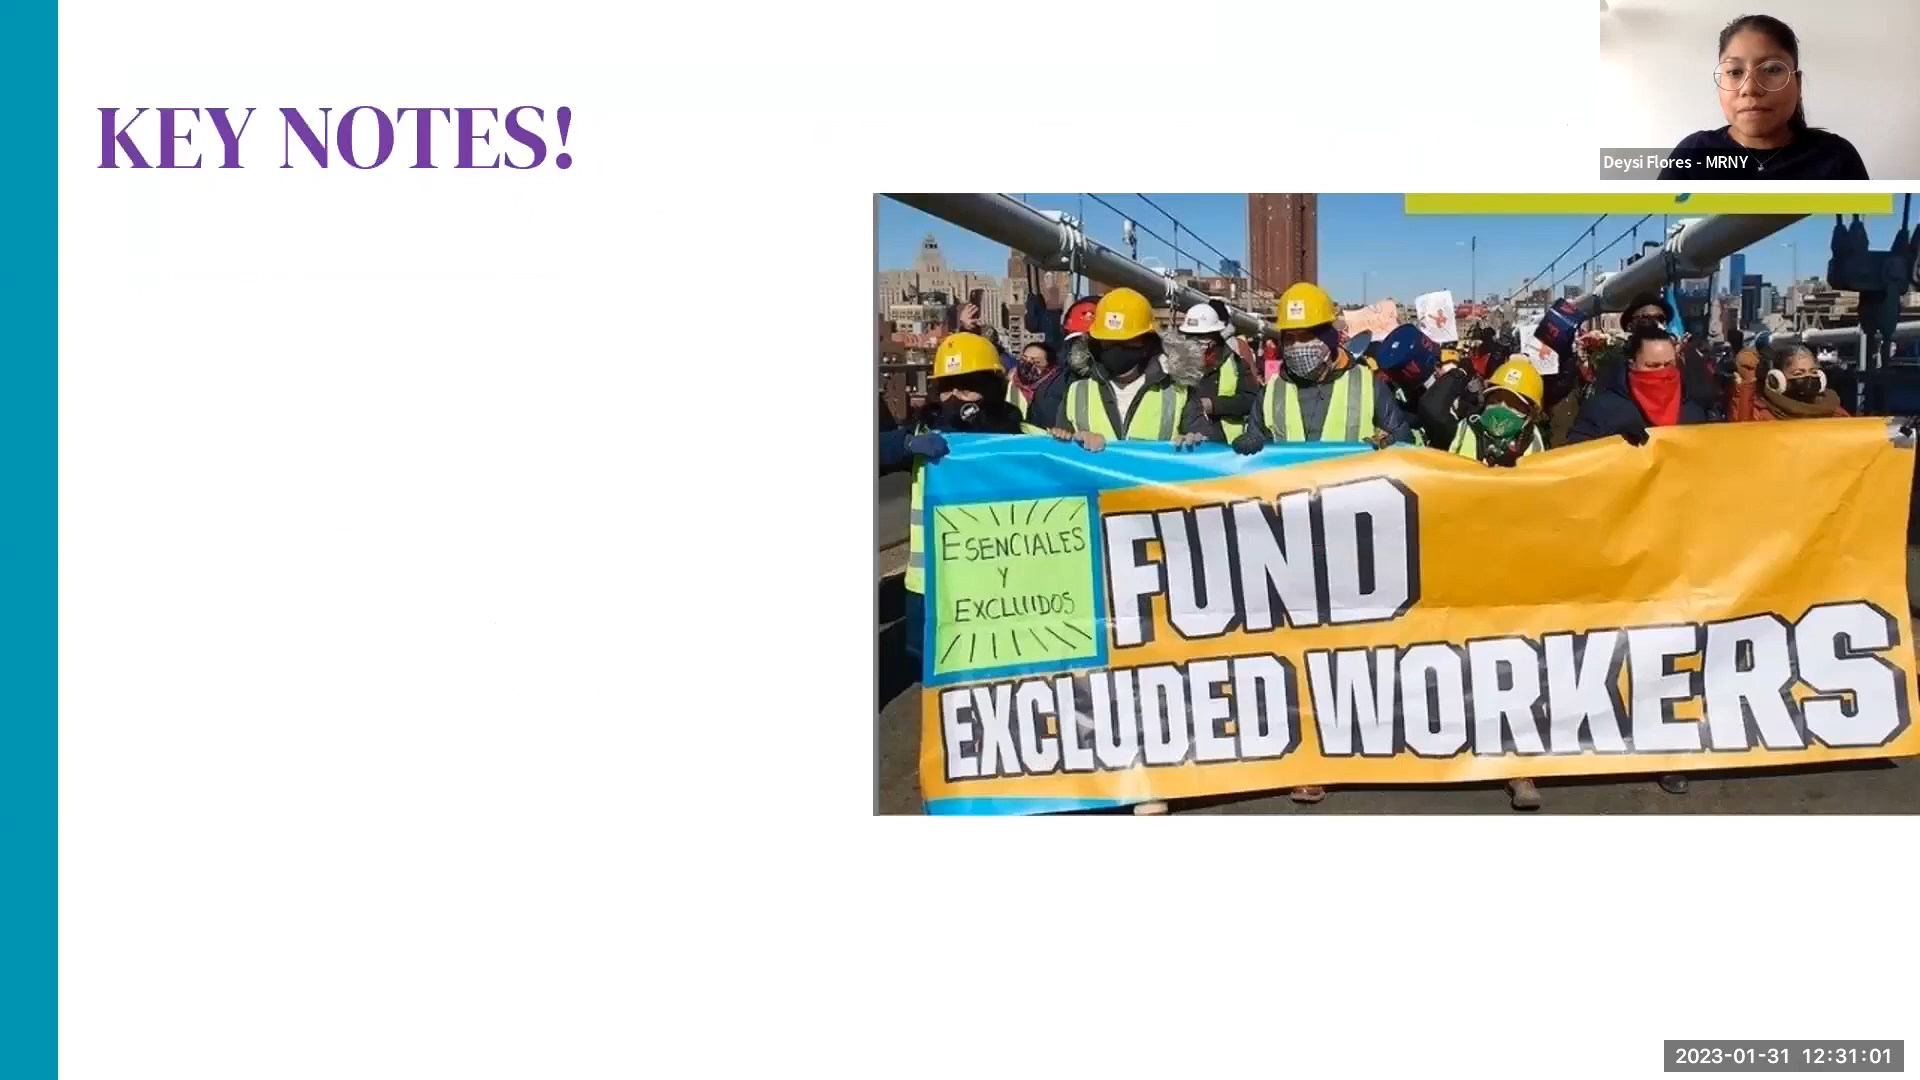 KEY NOTES!
Deysi Flores - MRNY
ESENCIALES
Y
EXCLUIDOS
FUND
EXCLUDED WORKERS
2023-01-31 12:31:01